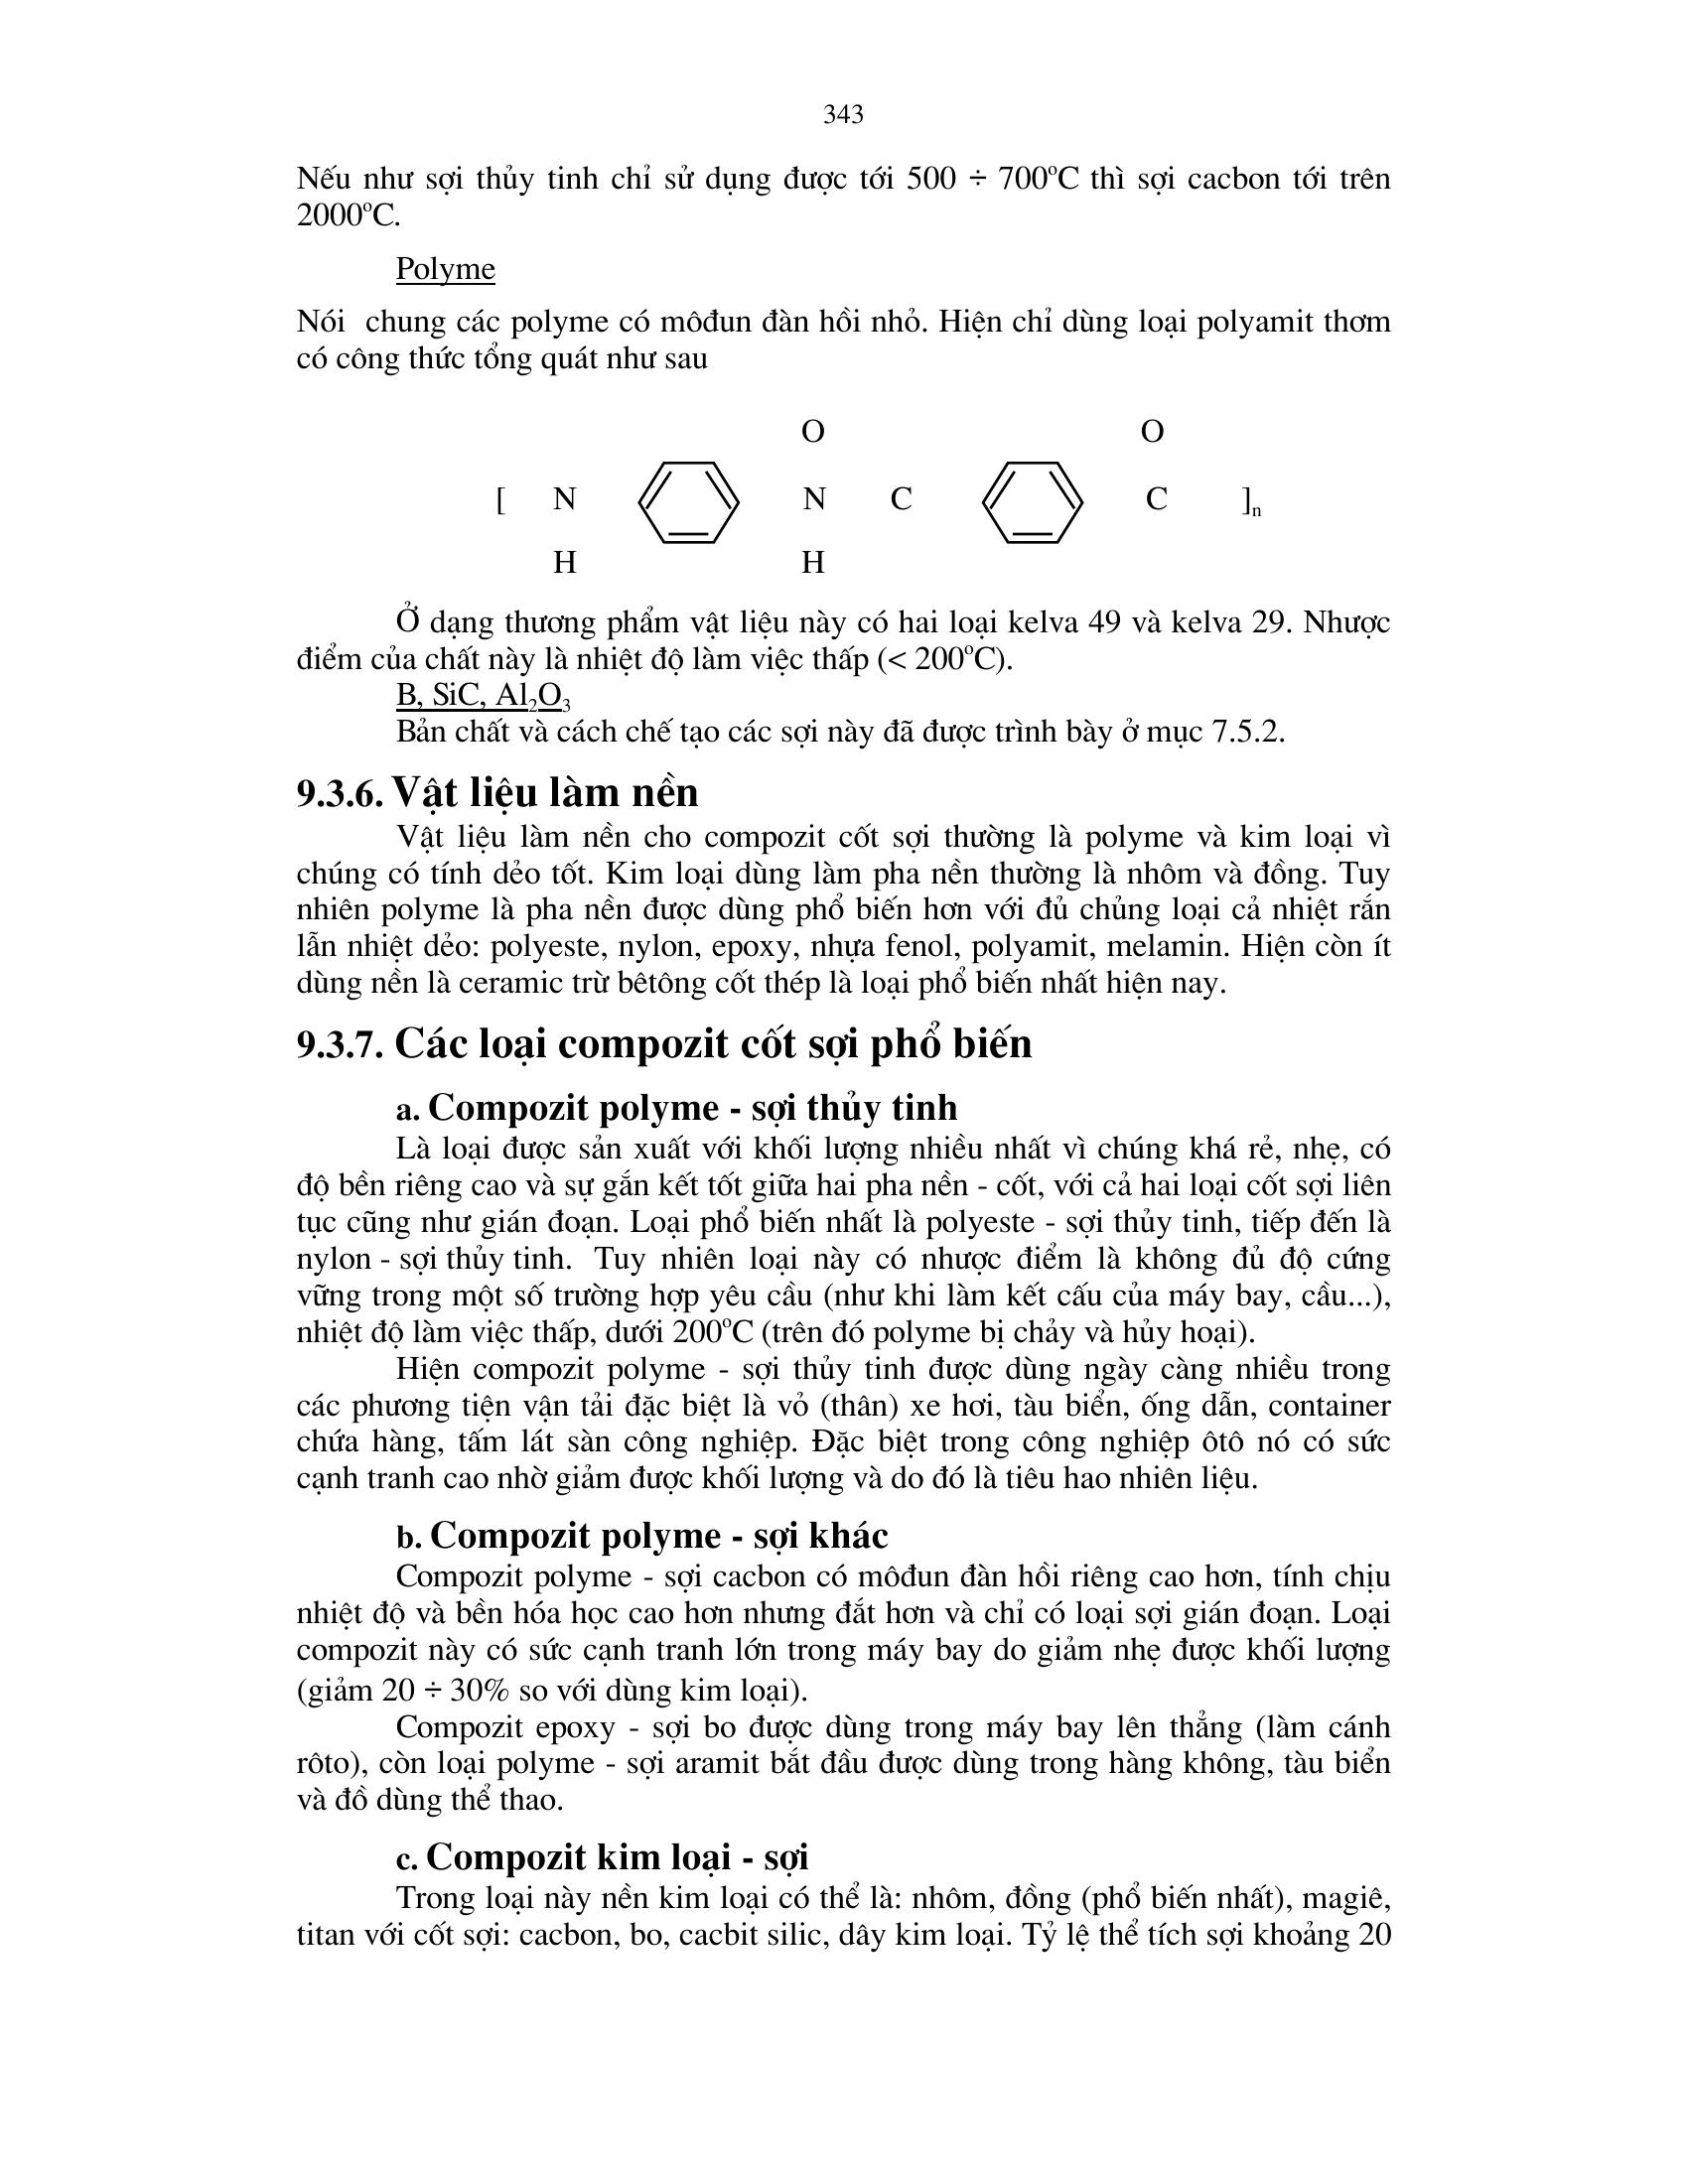 343
Nếu như sợi thủy tinh chỉ sử dụng được tới 500 ÷ 700ºC thì sợi cacbon tới trên
2000ºC.
Polyme
Nói chung các polyme có môđun đàn hồi nhỏ. Hiện chỉ dùng loại polyamit thơm
có công thức tổng quát như sau
O O
[ N N C C ]n
H H
Ở dạng thương phẩm vật liệu này có hai loại kelva 49 và kelva 29. Nhược
điểm của chất này là nhiệt độ làm việc thấp (< 200ºC).
B, SiC, Al₂O₃
Bản chất và cách chế tạo các sợi này đã được trình bày ở mục 7.5.2.
9.3.6. Vật liệu làm nền
Vật liệu làm nền cho compozit cốt sợi thường là polyme và kim loại vì
chúng có tính dẻo tốt. Kim loại dùng làm pha nền thường là nhôm và đồng. Tuy
nhiên polyme là pha nền được dùng phổ biến hơn với đủ chủng loại cả nhiệt rắn
lẫn nhiệt dẻo: polyeste, nylon, epoxy, nhựa fenol, polyamit, melamin. Hiện còn ít
dùng nền là ceramic trừ bêtông cốt thép là loại phổ biến nhất hiện nay.
9.3.7. Các loại compozit cốt sợi phổ biến
a. Compozit polyme - sợi thủy tinh
Là loại được sản xuất với khối lượng nhiều nhất vì chúng khá rẻ, nhẹ, có
độ bền riêng cao và sự gắn kết tốt giữa hai pha nền - cốt, với cả hai loại cốt sợi liên
tục cũng như gián đoạn. Loại phổ biến nhất là polyeste - sợi thủy tinh, tiếp đến là
nylon - sợi thủy tinh. Tuy nhiên loại này có nhược điểm là không đủ độ cứng
vững trong một số trường hợp yêu cầu (như khi làm kết cấu của máy bay, cầu...),
nhiệt độ làm việc thấp, dưới 200ºC (trên đó polyme bị chảy và hủy hoại).
Hiện compozit polyme - sợi thủy tinh được dùng ngày càng nhiều trong
các phương tiện vận tải đặc biệt là vỏ (thân) xe hơi, tàu biển, ống dẫn, container
chứa hàng, tấm lát sàn công nghiệp. Đặc biệt trong công nghiệp ôtô nó có sức
cạnh tranh cao nhờ giảm được khối lượng và do đó là tiêu hao nhiên liệu.
b. Compozit polyme - sợi khác
Compozit polyme - sợi cacbon có môđun đàn hồi riêng cao hơn, tính chịu
nhiệt độ và bền hóa học cao hơn nhưng đắt hơn và chỉ có loại sợi gián đoạn. Loại
compozit này có sức cạnh tranh lớn trong máy bay do giảm nhẹ được khối lượng
(giảm 20 ÷ 30% so với dùng kim loại).
Compozit epoxy - sợi bo được dùng trong máy bay lên thẳng (làm cánh
rôto), còn loại polyme - sợi aramit bắt đầu được dùng trong hàng không, tàu biển
và đồ dùng thể thao.
c. Compozit kim loại - sợi
Trong loại này nền kim loại có thể là: nhôm, đồng (phổ biến nhất), magiê,
titan với cốt sợi: cacbon, bo, cacbit silic, dây kim loại. Tỷ lệ thể tích sợi khoảng 20